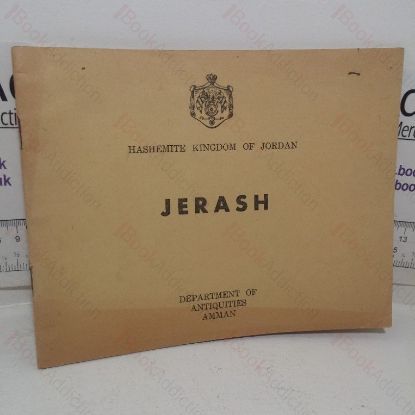 HASHEMITE KINGDOM OF JORDAN
JERASH
DEPARTMENT OF
ANTIQUITIES
AMMAN